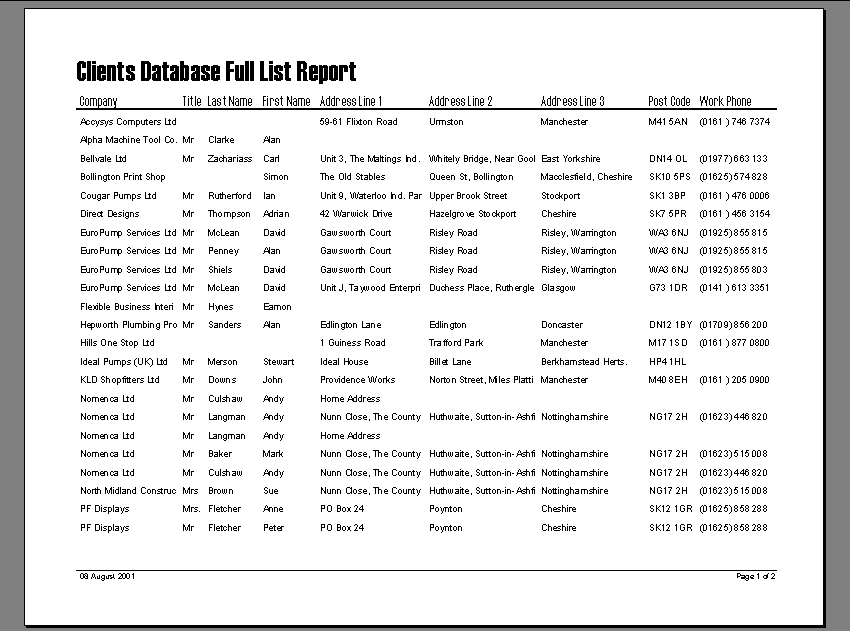 Clients Database Full List Report
Company Title Last Name First Name Address Line 1 Address Line 2 Address Line 3 Post Code Work Phone
Accysys Computers Ltd 59-61 Flixton Road Urmston Manchester M41 5AN (0161 ) 746 7374
Alpha Machine Tool Co. Mr Clarke Alan
Bellvale Ltd Mr Zachariass Carl Unit 3, The Maltings Ind. Whitely Bridge, Near Gool East Yorkshire DN14 OL (01977) 663 133
Bollington Print Shop Simon The Old Stables Queen St, Bollington Macclesfield, Cheshire SK10 5PS (01625) 574 828
Cougar Pumps Ltd Mr Rutherford Ian Unit 9, Waterloo Ind. Par Upper Brook Street Stockport SK1 3BP (0161 ) 476 0006
Direct Designs Mr Thompson Adrian 42 Warwick Drive Hazelgrove Stockport Cheshire SK7 5PR (0161 ) 456 3154
EuroPump Services Ltd Mr McLean David Gawsworth Court Risley Road Risley, Warrington WA3 6NJ (01925) 855 815
EuroPump Services Ltd Mr Penney Alan Gawsworth Court Risley Road Risley, Warrington WA3 6NJ (01925) 855 815
EuroPump Services Ltd Mr Shiels David Gawsworth Court Risley Road Risley, Warrington WA3 6NJ (01925) 855 803
EuroPump Services Ltd Mr McLean David Unit J, Taywood Enterpri Duchess Place, Ruthergle Glasgow G73 1DR (0141 ) 613 3351
Flexible Business Interi Mr Hynes Eamon
Hepworth Plumbing Pro Mr Sanders Alan Edlington Lane Edlington Doncaster DN12 1BY (01709) 856 200
Hills One Stop Ltd 1 Guiness Road Trafford Park Manchester M17 1SD (0161 ) 877 0800
Ideal Pumps (UK) Ltd Mr Merson Stewart Ideal House Billet Lane Berkhamstead Herts. HP4 1HL
KLD Shopfitters Ltd Mr Downs John Providence Works Norton Street, Miles Platti Manchester M40 8EH (0161 ) 205 0900
Nomenca Ltd Mr Culshaw Andy Home Address
Nomenca Ltd Mr Langman Andy Nunn Close, The County Huthwaite, Sutton-in-Ashfi Nottinghamshire NG17 2H (01623) 446 820
Nomenca Ltd Mr Langman Andy Home Address
Nomenca Ltd Mr Baker Mark Nunn Close, The County Huthwaite, Sutton-in-Ashfi Nottinghamshire NG17 2H (01623) 515 008
Nomenca Ltd Mr Culshaw Andy Nunn Close, The County Huthwaite, Sutton-in-Ashfi Nottinghamshire NG17 2H (01623) 446 820
North Midland Construc Mrs Brown Sue Nunn Close, The County Huthwaite, Sutton-in-Ashfi Nottinghamshire NG17 2H (01623) 515 008
PF Displays Mrs. Fletcher Anne PO Box 24 Poynton Cheshire SK12 1GR (01625) 858 288
PF Displays Mr Fletcher Peter PO Box 24 Poynton Cheshire SK12 1GR (01625) 858 288
08 August 2001 Page 1 of 2